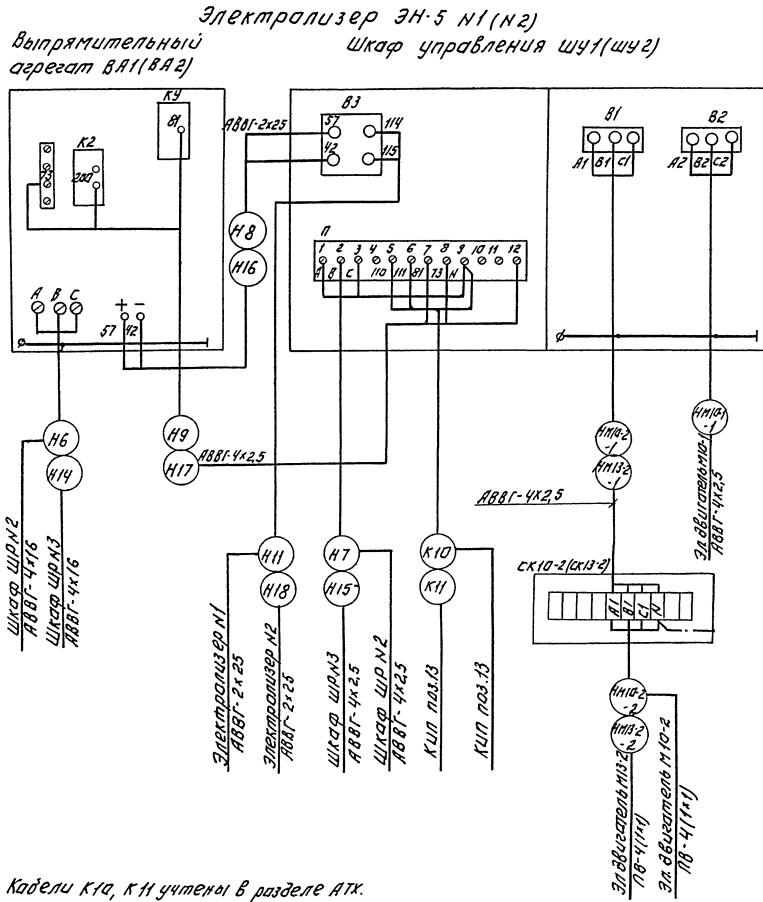 Электрализер ЭН-5 N1(N2)
Выпрямительный
агрегат ВА1(ВА2)
Шкаф управления ШУ1(ШУ2)
КУ
81
К2
200
73
А В С
+ -
57 42
АВВГ-2х25
Н8
Н16
В3
57 114
42 115
П
1 2 3 4 5 6 7 8 9 10 11 12
А В С 110 111 81 73 N
В1
А1 В1 С1
В2
А2 В2 С2
Н6
Н14
Н9
Н17
АВВГ-4х2,5
НМ10-2
-1
НМ13-2
-1
НМ10-1
-1
АВВГ-4х2,5
Эл.двигатель М10-1
АВВГ-4х2,5
Шкаф ШР N2
АВВГ-4х16
Шкаф ШР N3
АВВГ-4х16
Н11
Н18
Н7
Н15
К10
К11
СК10-2(СК13-2)
А1 В1 С1 N
Электрализер N1
АВВГ-2х25
Электрализер N2
АВВГ-2х25
Шкаф ШР N3
АВВГ-4х2,5
Шкаф ШР N2
АВВГ-4х2,5
КИП поз.13
КИП поз.13
НМ10-2
-2
НМ13-2
-2
Эл.двигатель М13-2
ПВ-4(1х1)
Эл.двигатель М10-2
ПВ-4(1х1)
Кабели К10, К11 учтены в разделе АТХ.